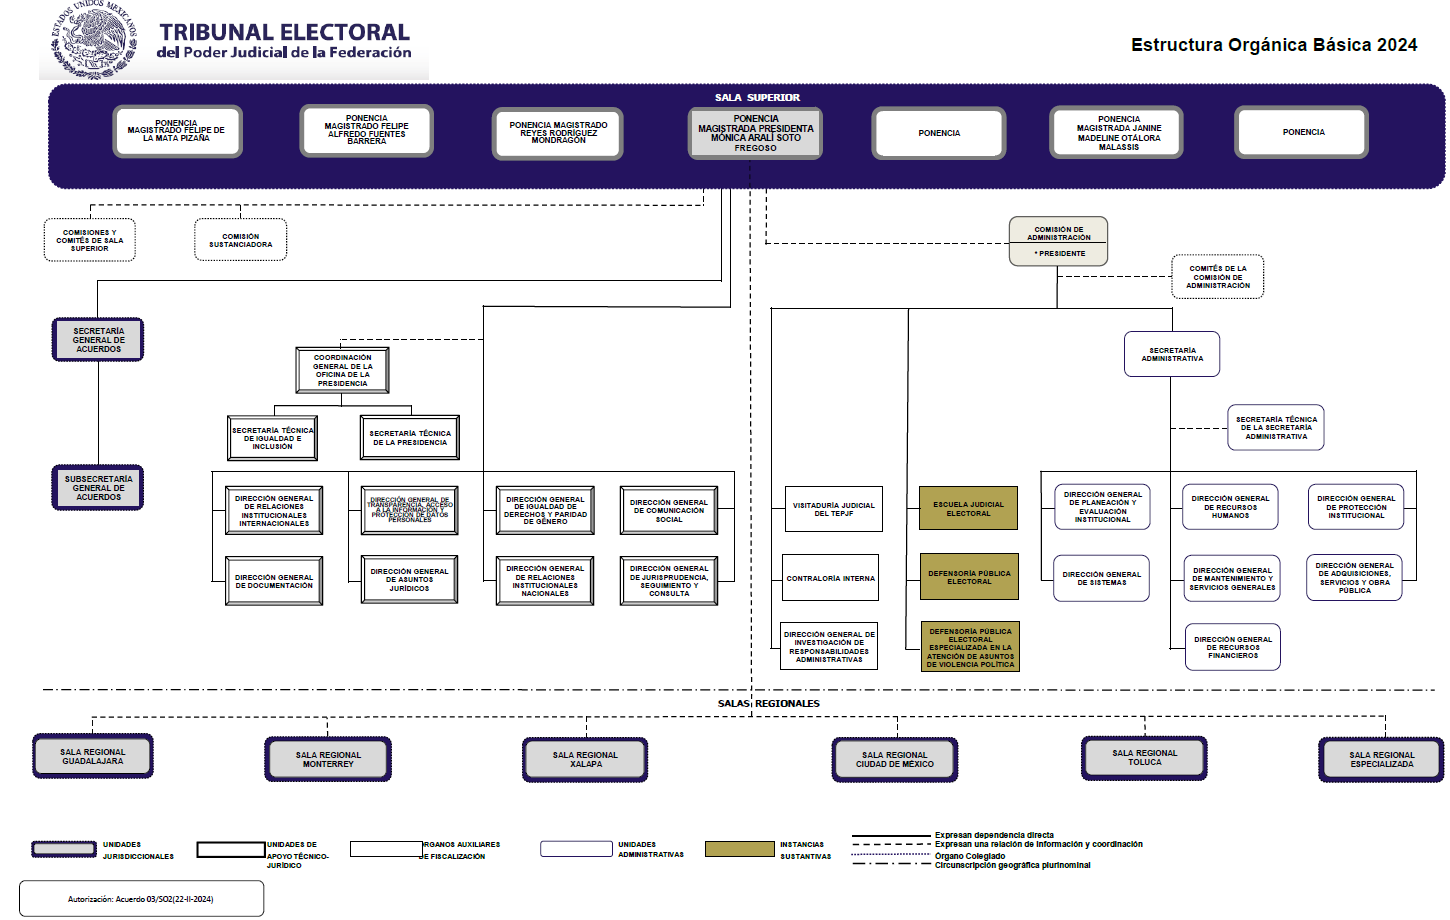 ESTADOS UNIDOS MEXICANOS
TRIBUNAL ELECTORAL
del Poder Judicial de la Federación
Estructura Orgánica Básica 2024
SALA SUPERIOR
PONENCIA
MAGISTRADO FELIPE DE
LA MATA PIZAÑA
PONENCIA
MAGISTRADO FELIPE
ALFREDO FUENTES
BARRERA
PONENCIA MAGISTRADO
REYES RODRÍGUEZ
MONDRAGÓN
PONENCIA
MAGISTRADA PRESIDENTA
MÓNICA ARALÍ SOTO
FREGOSO
PONENCIA
PONENCIA
MAGISTRADA JANINE
MADELINE OTÁLORA
MALASSIS
PONENCIA
COMISIONES Y
COMITÉS DE SALA
SUPERIOR
COMISIÓN
SUSTANCIADORA
COMISIÓN DE
ADMINISTRACIÓN
* PRESIDENTE
COMITÉS DE LA
COMISIÓN DE
ADMINISTRACIÓN
SECRETARÍA
GENERAL DE
ACUERDOS
COORDINACIÓN
GENERAL DE LA
OFICINA DE LA
PRESIDENCIA
SECRETARÍA
ADMINISTRATIVA
SECRETARÍA TÉCNICA
DE IGUALDAD E
INCLUSIÓN
SECRETARÍA TÉCNICA
DE LA PRESIDENCIA
SECRETARÍA TÉCNICA
DE LA SECRETARÍA
ADMINISTRATIVA
SUBSECRETARÍA
GENERAL DE
ACUERDOS
DIRECCIÓN GENERAL
DE RELACIONES
INSTITUCIONALES
INTERNACIONALES
DIRECCIÓN GENERAL DE
TRANSPARENCIA, ACCESO
A LA INFORMACIÓN Y
PROTECCIÓN DE DATOS
PERSONALES
DIRECCIÓN GENERAL
DE IGUALDAD DE
DERECHOS Y PARIDAD
DE GÉNERO
DIRECCIÓN GENERAL
DE COMUNICACIÓN
SOCIAL
VISITADURÍA JUDICIAL
DEL TEPJF
ESCUELA JUDICIAL
ELECTORAL
DIRECCIÓN GENERAL
DE PLANEACIÓN Y
EVALUACIÓN
INSTITUCIONAL
DIRECCIÓN GENERAL
DE RECURSOS
HUMANOS
DIRECCIÓN GENERAL
DE PROTECCIÓN
INSTITUCIONAL
DIRECCIÓN GENERAL
DE DOCUMENTACIÓN
DIRECCIÓN GENERAL
DE ASUNTOS
JURÍDICOS
DIRECCIÓN GENERAL
DE RELACIONES
INSTITUCIONALES
NACIONALES
DIRECCIÓN GENERAL
DE JURISPRUDENCIA,
SEGUIMIENTO Y
CONSULTA
CONTRALORÍA INTERNA
DEFENSORÍA PÚBLICA
ELECTORAL
DIRECCIÓN GENERAL
DE SISTEMAS
DIRECCIÓN GENERAL
DE MANTENIMIENTO Y
SERVICIOS GENERALES
DIRECCIÓN GENERAL
DE ADQUISICIONES,
SERVICIOS Y OBRA
PÚBLICA
DIRECCIÓN GENERAL DE
INVESTIGACIÓN DE
RESPONSABILIDADES
ADMINISTRATIVAS
DEFENSORÍA PÚBLICA
ELECTORAL
ESPECIALIZADA EN LA
ATENCIÓN DE ASUNTOS
DE VIOLENCIA POLÍTICA
DIRECCIÓN GENERAL
DE RECURSOS
FINANCIEROS
SALAS REGIONALES
SALA REGIONAL
GUADALAJARA
SALA REGIONAL
MONTERREY
SALA REGIONAL
XALAPA
SALA REGIONAL
CIUDAD DE MÉXICO
SALA REGIONAL
TOLUCA
SALA REGIONAL
ESPECIALIZADA
UNIDADES
JURISDICCIONALES
UNIDADES DE
APOYO TÉCNICO-
JURÍDICO
ÓRGANOS AUXILIARES
DE FISCALIZACIÓN
UNIDADES
ADMINISTRATIVAS
INSTANCIAS
SUSTANTIVAS
Expresan dependencia directa
Expresan una relación de información y coordinación
Órgano Colegiado
Circunscripción geográfica plurinominal
Autorización: Acuerdo 03/SO2(22-II-2024)